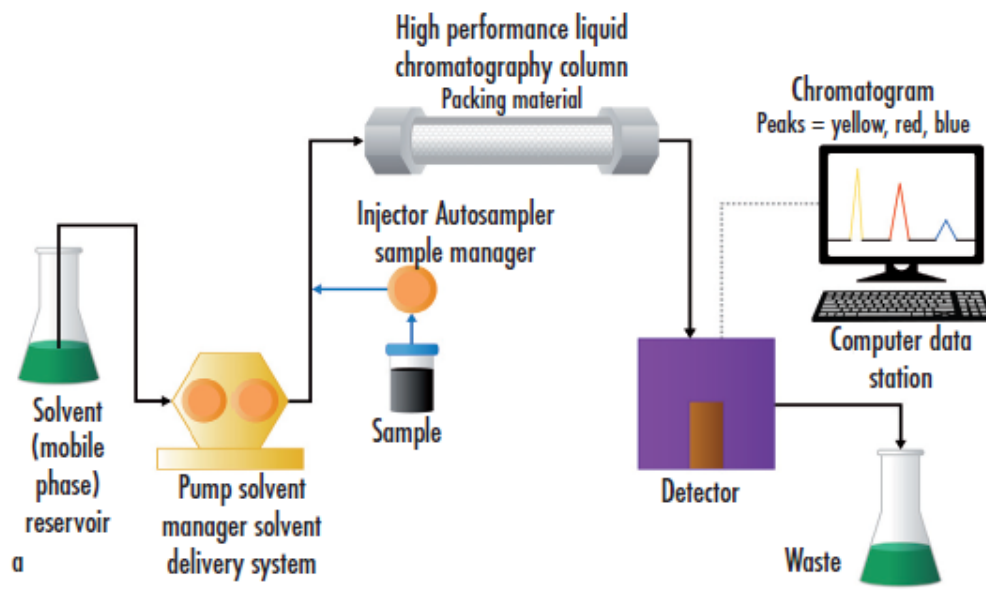 High performance liquid
chromatography column
Packing material
Chromatogram
Peaks = yellow, red, blue
Injector Autosampler
sample manager
Computer data
station
Solvent
(mobile
phase)
reservoir
Sample
Pump solvent
manager solvent
delivery system
Detector
Waste
a